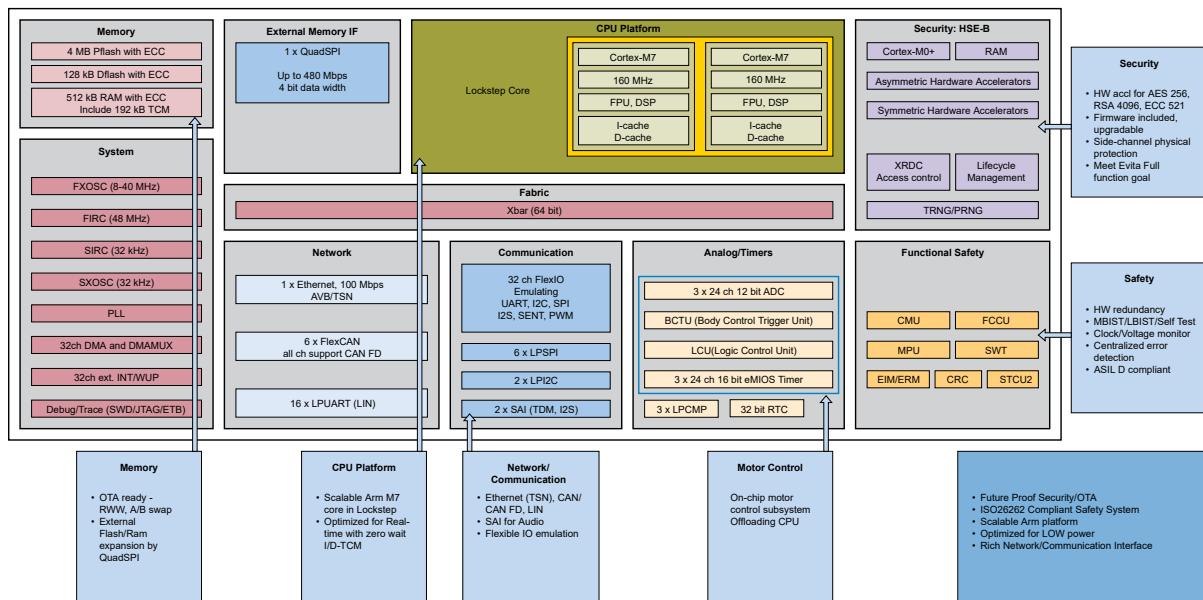 Memory
4 MB Pflash with ECC
128 kB Dflash with ECC
512 kB RAM with ECC
Include 192 kB TCM
External Memory IF
1 x QuadSPI
Up to 480 Mbps
4 bit data width
CPU Platform
Lockstep Core
Cortex-M7
160 MHz
FPU, DSP
I-cache
D-cache
Cortex-M7
160 MHz
FPU, DSP
I-cache
D-cache
Security: HSE-B
Cortex-M0+
RAM
Asymmetric Hardware Accelerators
Symmetric Hardware Accelerators
XRDC
Access control
Lifecycle
Management
TRNG/PRNG
Security
• HW accl for AES 256,
RSA 4096, ECC 521
• Firmware included,
upgradable
• Side-channel physical
protection
• Meet Evita Full
function goal
System
FXOSC (8-40 MHz)
FIRC (48 MHz)
SIRC (32 kHz)
SXOSC (32 kHz)
PLL
32ch DMA and DMAMUX
32ch ext. INT/WUP
Debug/Trace (SWD/JTAG/ETB)
Fabric
Xbar (64 bit)
Network
1 x Ethernet, 100 Mbps
AVB/TSN
6 x FlexCAN
all ch support CAN FD
16 x LPUART (LIN)
Communication
32 ch FlexIO
Emulating
UART, I2C, SPI
I2S, SENT, PWM
6 x LPSPI
2 x LPI2C
2 x SAI (TDM, I2S)
Analog/Timers
3 x 24 ch 12 bit ADC
BCTU (Body Control Trigger Unit)
LCU(Logic Control Unit)
3 x 24 ch 16 bit eMIOS Timer
3 x LPCMP
32 bit RTC
Functional Safety
CMU
FCCU
MPU
SWT
EIM/ERM
CRC
STCU2
Safety
• HW redundancy
• MBIST/LBIST/Self Test
• Clock/Voltage monitor
• Centralized error
detection
• ASIL D compliant
Memory
• OTA ready -
RWW, A/B swap
• External
Flash/Ram
expansion by
QuadSPI
CPU Platform
• Scalable Arm M7
core in Lockstep
• Optimized for Real-
time with zero wait
I/D-TCM
Network/
Communication
• Ethernet (TSN), CAN/
CAN FD, LIN
• SAI for Audio
• Flexible IO emulation
Motor Control
On-chip motor
control subsystem
Offloading CPU
• Future Proof Security/OTA
• ISO26262 Compliant Safety System
• Scalable Arm platform
• Optimized for LOW power
• Rich Network/Communication Interface